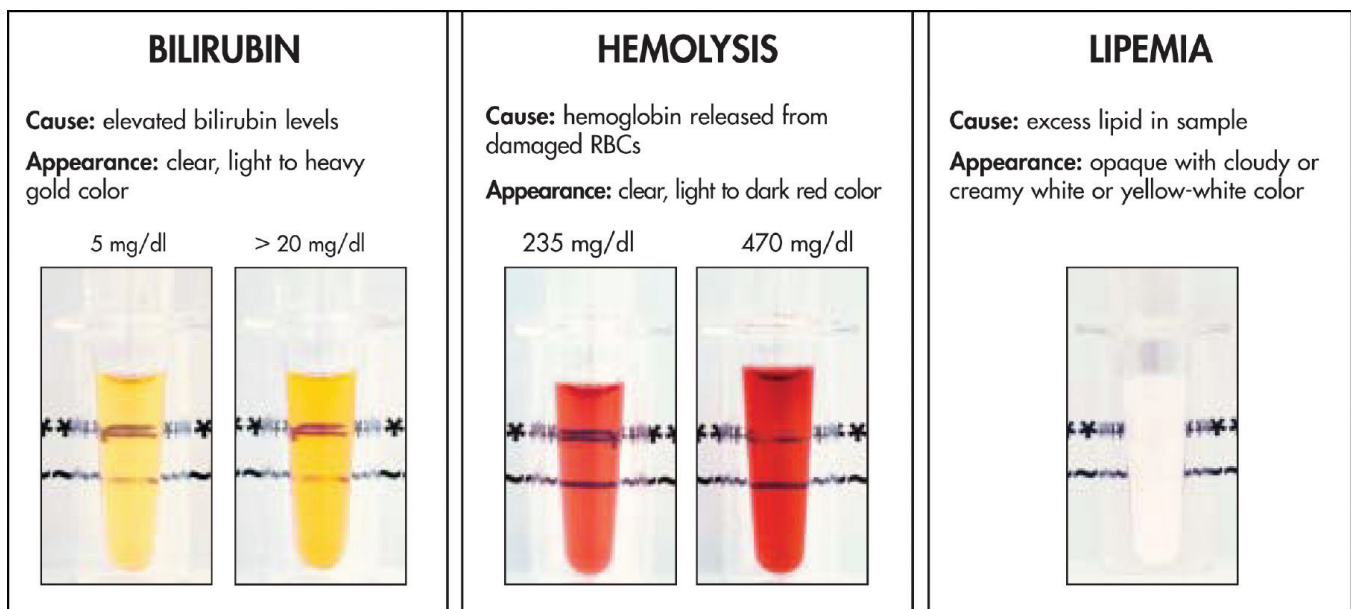 BILIRUBIN
Cause: elevated bilirubin levels
Appearance: clear, light to heavy
gold color
5 mg/dl
> 20 mg/dl
HEMOLYSIS
Cause: hemoglobin released from
damaged RBCs
Appearance: clear, light to dark red color
235 mg/dl
470 mg/dl
LIPEMIA
Cause: excess lipid in sample
Appearance: opaque with cloudy or
creamy white or yellow-white color